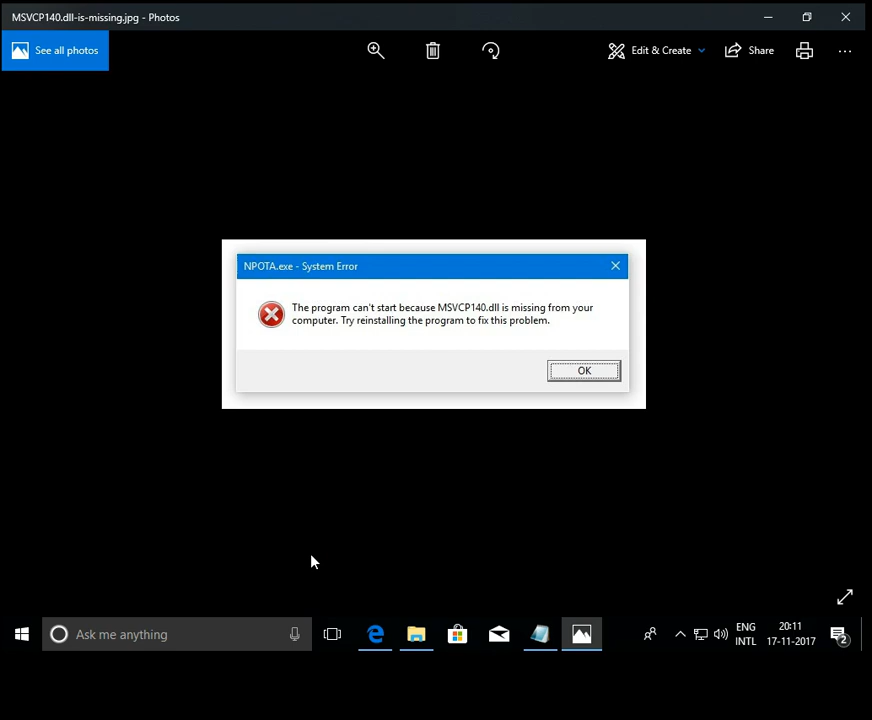 MSVCP140.dll-is-missing.jpg - Photos
See all photos
Edit & Create
Share
NPOTA.exe - System Error
The program can't start because MSVCP140.dll is missing from your
computer. Try reinstalling the program to fix this problem.
OK
Ask me anything
ENG
INTL
20:11
17-11-2017
2